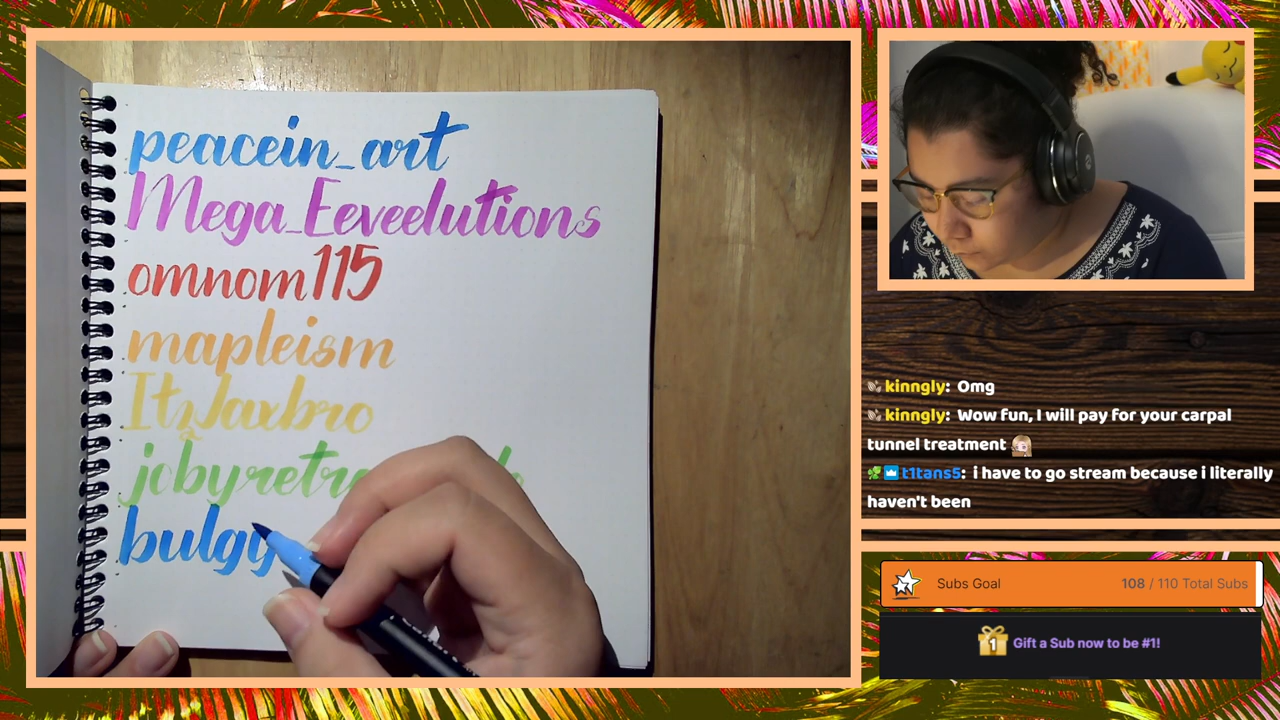 peacein_art
Mega_Eeveelutions
omnom115
mapleism
ItzJaxbro
bulgy
kinngly: Omg
kinngly: Wow fun, I will pay for your carpal
tunnel treatment
t1tans5: i have to go stream because i literally
haven't been
Subs Goal 108 / 110 Total Subs
1 Gift a Sub now to be #1!